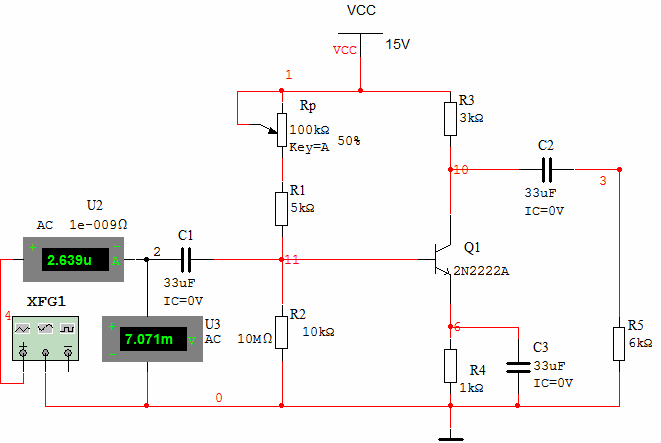 VCC
VCC
15V
1
Rp
100kΩ
Key=A
50%
R3
3kΩ
C2
10
33uF
IC=0V
3
R1
5kΩ
U2
AC 1e-009Ω
+
−
2.639u
A
2
C1
33uF
IC=0V
11
Q1
2N2222A
4
XFG1
+
−
7.071m
V
U3
AC
10MΩ
R2
10kΩ
6
R4
1kΩ
C3
33uF
IC=0V
R5
6kΩ
0